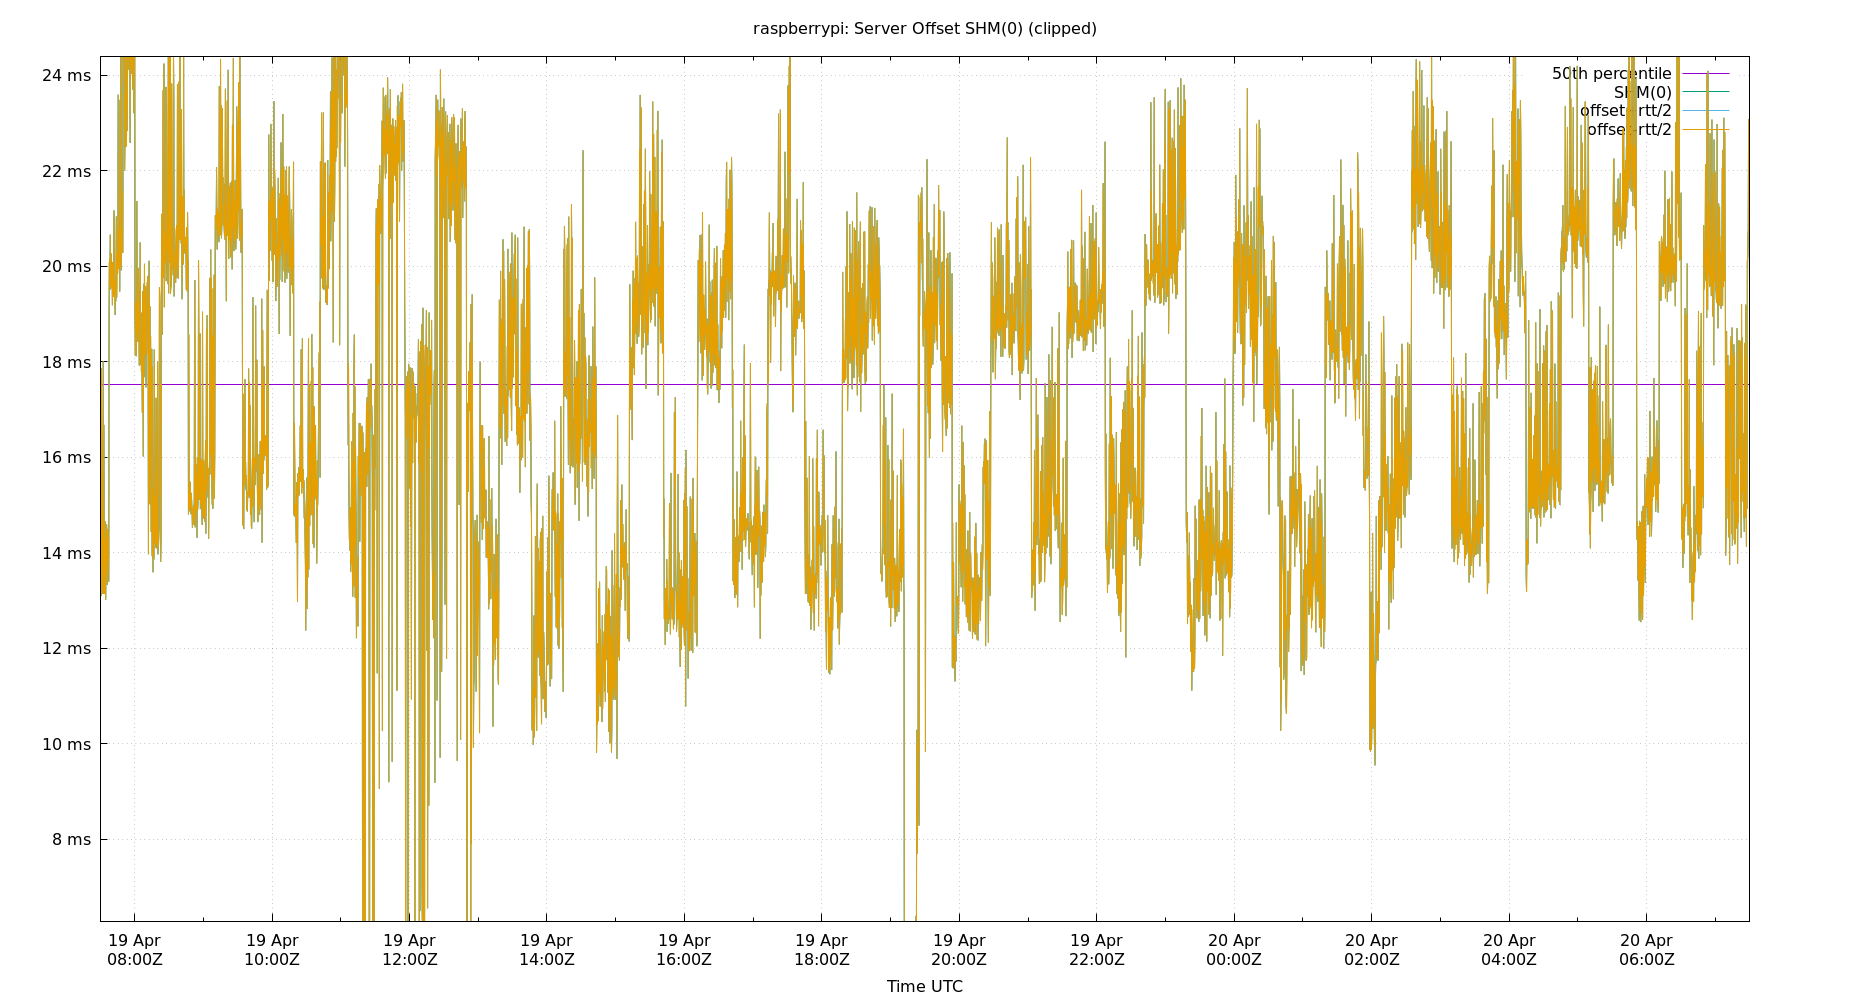 raspberrypi: Server Offset SHM(0) (clipped)
24 ms
22 ms
20 ms
18 ms
16 ms
14 ms
12 ms
10 ms
8 ms
50th percentile
SHM(0)
offset+rtt/2
offset-rtt/2
19 Apr 19 Apr 19 Apr 19 Apr 19 Apr 19 Apr 19 Apr 19 Apr 20 Apr 20 Apr 20 Apr 20 Apr
08:00Z 10:00Z 12:00Z 14:00Z 16:00Z 18:00Z 20:00Z 22:00Z 00:00Z 02:00Z 04:00Z 06:00Z
Time UTC